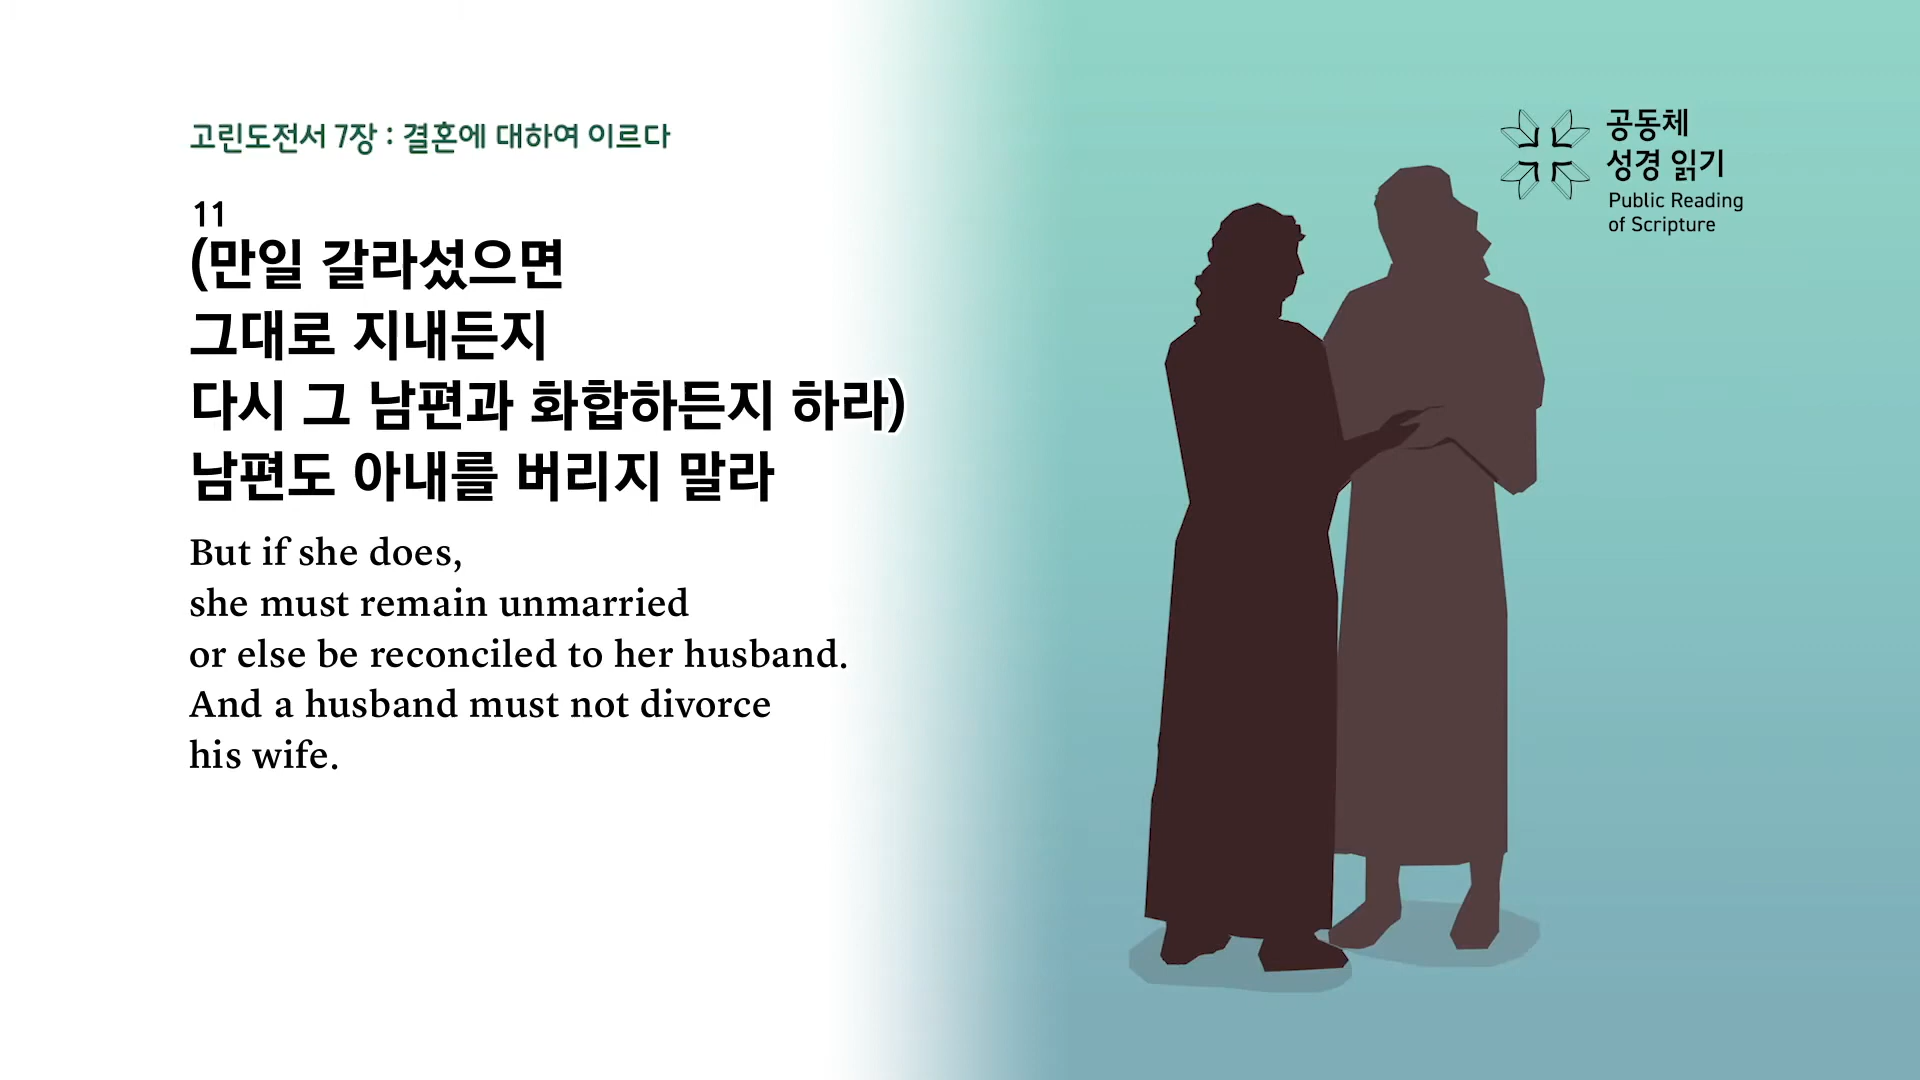 고린도전서 7장 : 결혼에 대하여 이르다
11
(만일 갈라섰으면
그대로 지내든지
다시 그 남편과 화합하든지 하라)
남편도 아내를 버리지 말라
But if she does,
she must remain unmarried
or else be reconciled to her husband.
And a husband must not divorce
his wife.
공동체
성경 읽기
Public Reading
of Scripture